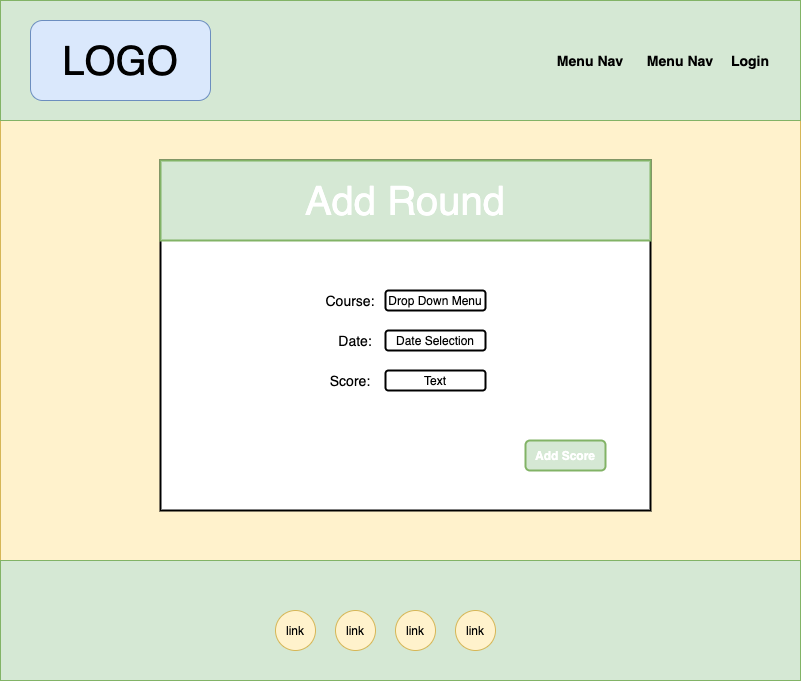 LOGO
Menu Nav Menu Nav Login
Add Round
Course: Drop Down Menu
Date: Date Selection
Score: Text
Add Score
link link link link